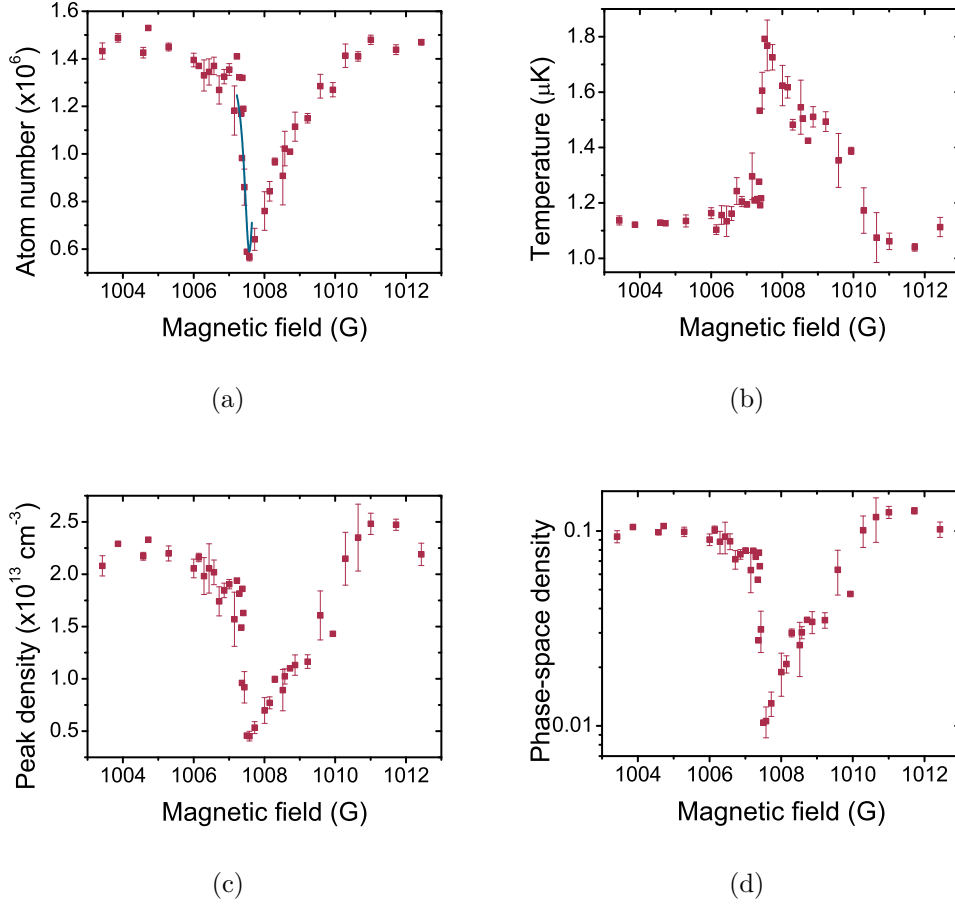 1.6
1.4
1.2
1.0
0.8
0.6
Atom number (x10⁶)
1004 1006 1008 1010 1012
Magnetic field (G)
(a)
1.8
1.6
1.4
1.2
1.0
Temperature (μK)
1004 1006 1008 1010 1012
Magnetic field (G)
(b)
2.5
2.0
1.5
1.0
0.5
Peak density (x10¹³ cm⁻³)
1004 1006 1008 1010 1012
Magnetic field (G)
(c)
0.1
0.01
Phase-space density
1004 1006 1008 1010 1012
Magnetic field (G)
(d)